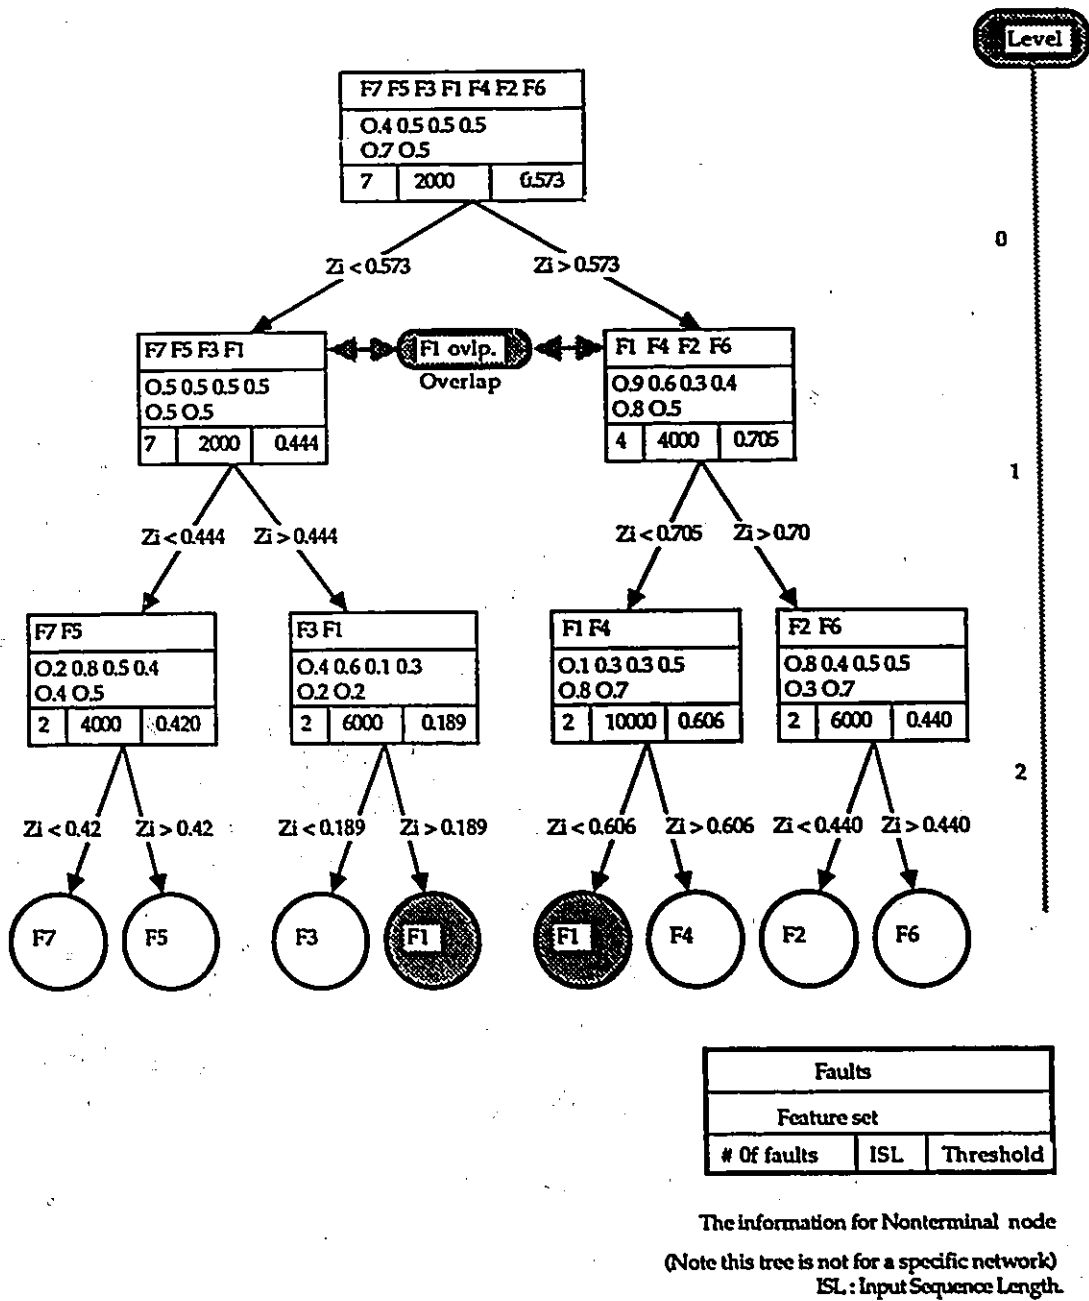 Level
F7 F5 F3 F1 F4 F2 F6
O.4 0.5 0.5 0.5
O.7 O.5
7 2000 0.573
0
Zi < 0.573 Zi > 0.573
F7 F5 F3 F1
F1 ovlp.
Overlap
F1 F4 F2 F6
O.5 0.5 0.5 0.5
O.5 O.5
7 2000 0.444
O.9 0.6 0.3 0.4
O.8 O.5
4 4000 0.705
1
Zi < 0.444 Zi > 0.444 Zi < 0.705 Zi > 0.70
F7 F5
O.2 0.8 0.5 0.4
O.4 O.5
2 4000 0.420
F3 F1
O.4 0.6 0.1 0.3
O.2 O.2
2 6000 0.189
F1 F4
O.1 0.3 0.3 0.5
O.8 O.7
2 10000 0.606
F2 F6
O.8 0.4 0.5 0.5
O.3 O.7
2 6000 0.440
2
Zi < 0.42 Zi > 0.42 Zi < 0.189 Zi > 0.189 Zi < 0.606 Zi > 0.606 Zi < 0.440 Zi > 0.440
F7 F5 F3 F1 F1 F4 F2 F6
Faults
Feature set
# Of faults ISL Threshold
The information for Nonterminal node
(Note this tree is not for a specific network)
ISL : Input Sequence Length.